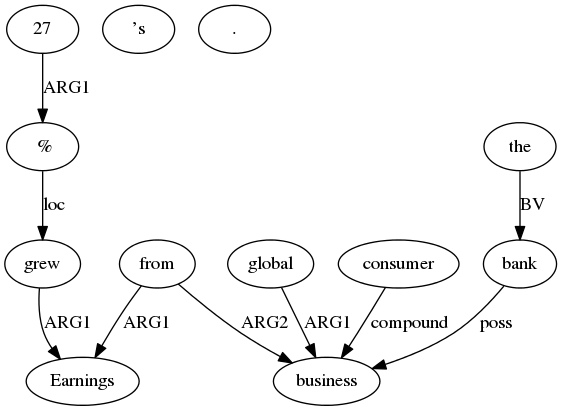 27 's .
ARG1
% the
loc BV
grew from global consumer bank
ARG1 ARG1 ARG2 ARG1 compound poss
Earnings business